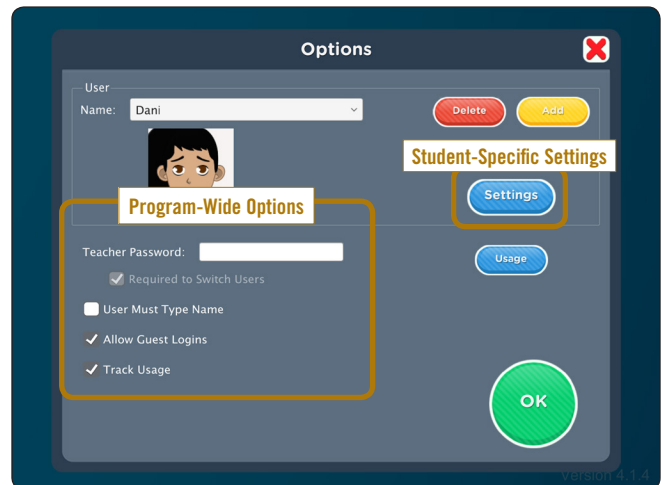 Options
User
Name: Dani
Delete
Add
Student-Specific Settings
Settings
Program-Wide Options
Teacher Password:
Usage
Required to Switch Users
User Must Type Name
Allow Guest Logins
Track Usage
OK
Version 4.1.4